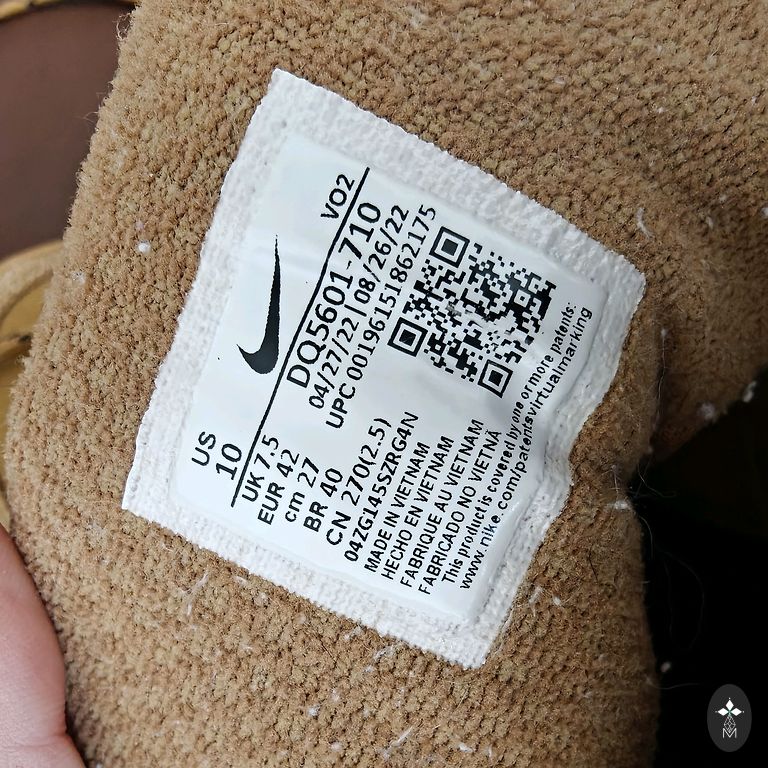 US
10
VO2
UK 7.5
EUR 42
cm 27
BR 40
CN 270(2.5)
DQ5601-710
04/27/22 | 08/26/22
UPC 00196151862175
04ZG145SZRG4N
MADE IN VIETNAM
HECHO EN VIETNAM
FABRIQUE AU VIETNAM
FABRICADO NO VIETNÃ
This product is covered by one or more patents:
www.nike.com/patentsvirtualmarking
M